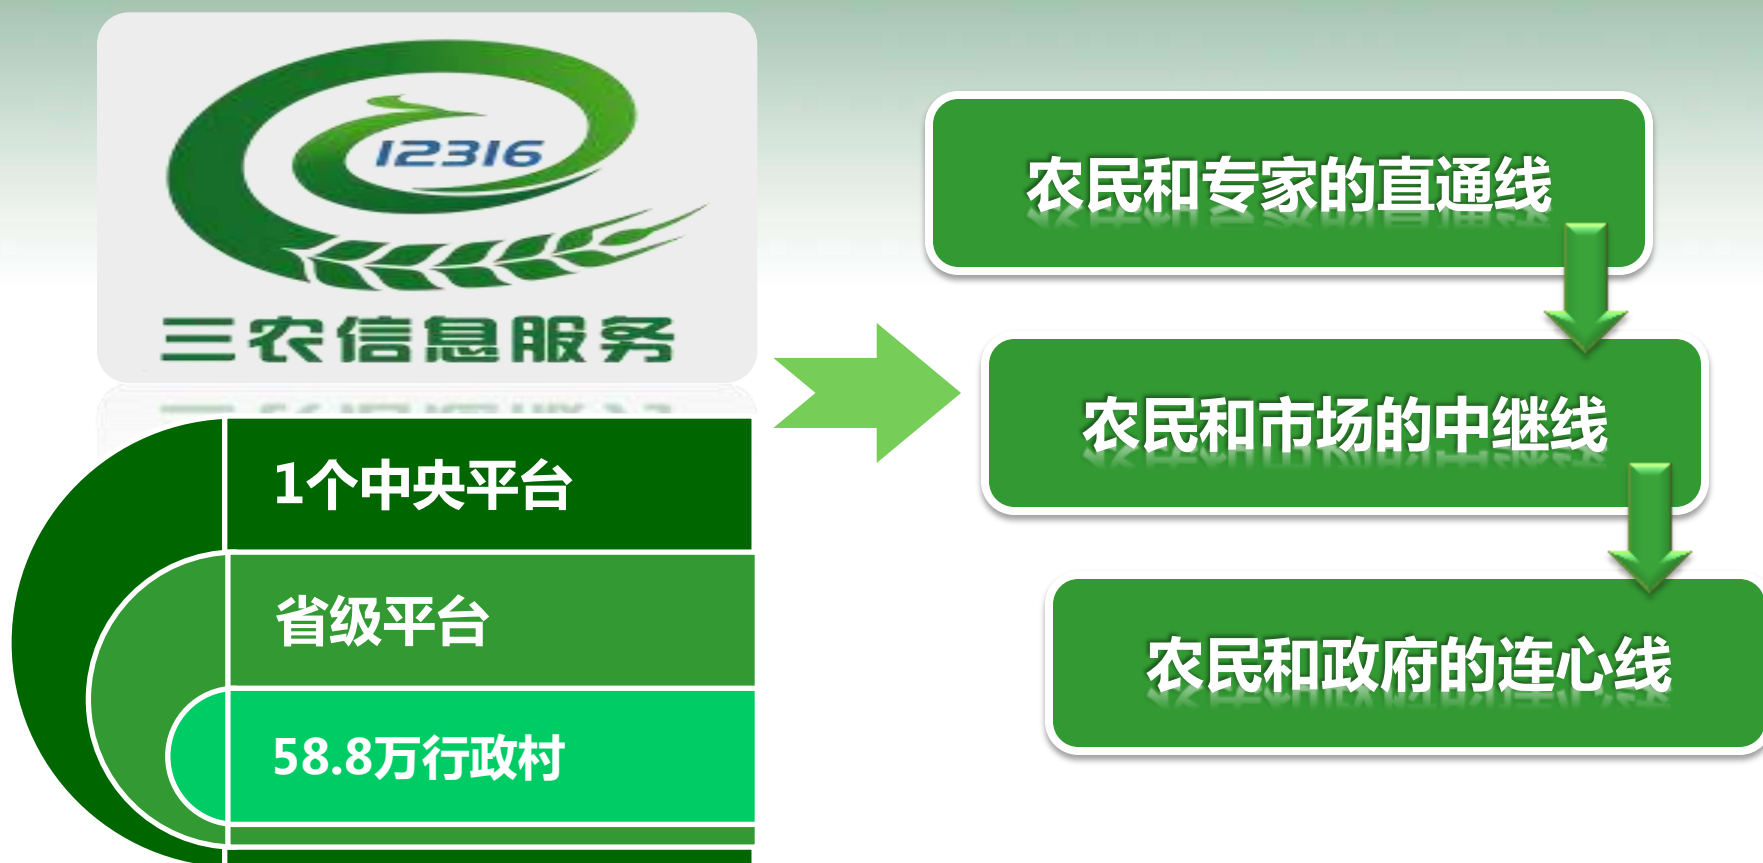 12316
三农信息服务
1个中央平台
省级平台
58.8万行政村
农民和专家的直通线
农民和市场的中继线
农民和政府的连心线